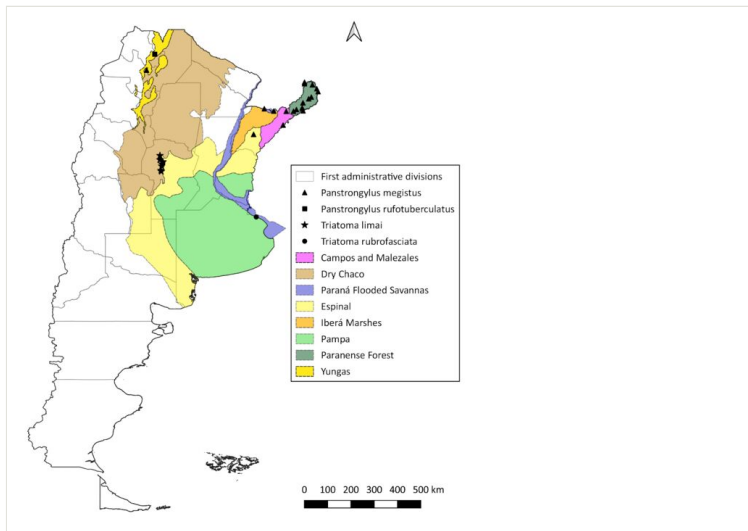 First administrative divisions
Panstrongylus megistus
Panstrongylus rufotuberculatus
Triatoma limai
Triatoma rubrofasciata
Campos and Malezales
Dry Chaco
Paraná Flooded Savannas
Espinal
Iberá Marshes
Pampa
Paranense Forest
Yungas
0 100 200 300 400 500 km